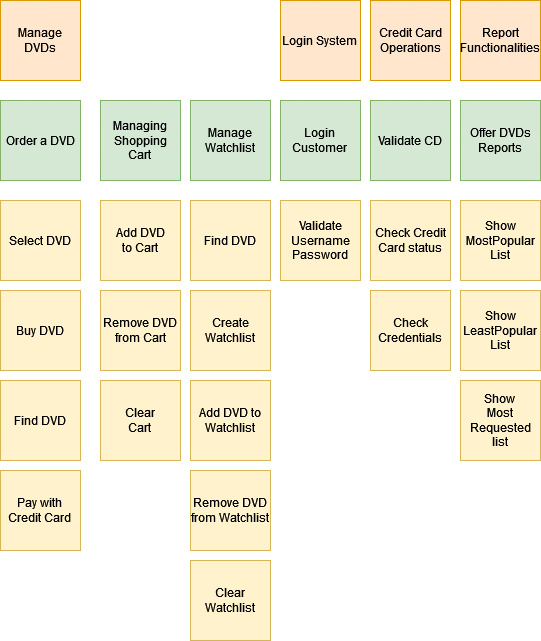 Manage
DVDs
Login System
Credit Card
Operations
Report
Functionalities
Order a DVD
Managing
Shopping
Cart
Manage
Watchlist
Login
Customer
Validate CD
Offer DVDs
Reports
Select DVD
Add DVD
to Cart
Find DVD
Validate
Username
Password
Check Credit
Card status
Show
MostPopular
List
Buy DVD
Remove DVD
from Cart
Create
Watchlist
Check
Credentials
Show
LeastPopular
List
Find DVD
Clear
Cart
Add DVD to
Watchlist
Show
Most
Requested
list
Pay with
Credit Card
Remove DVD
from Watchlist
Clear
Watchlist